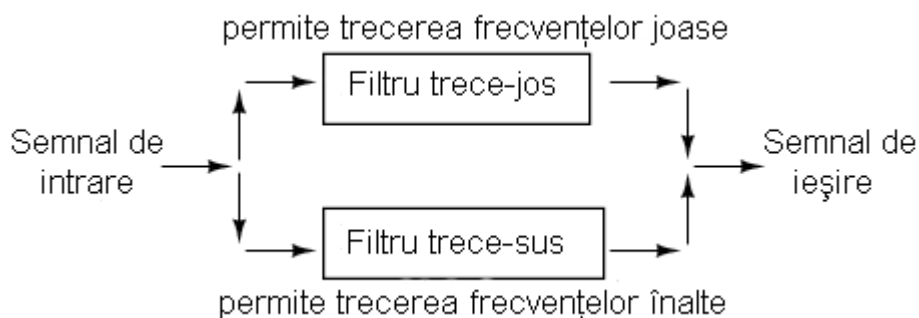 permite trecerea frecvențelor joase
Filtru trece-jos
Semnal de
intrare
Semnal de
ieşire
Filtru trece-sus
permite trecerea frecvențelor înalte